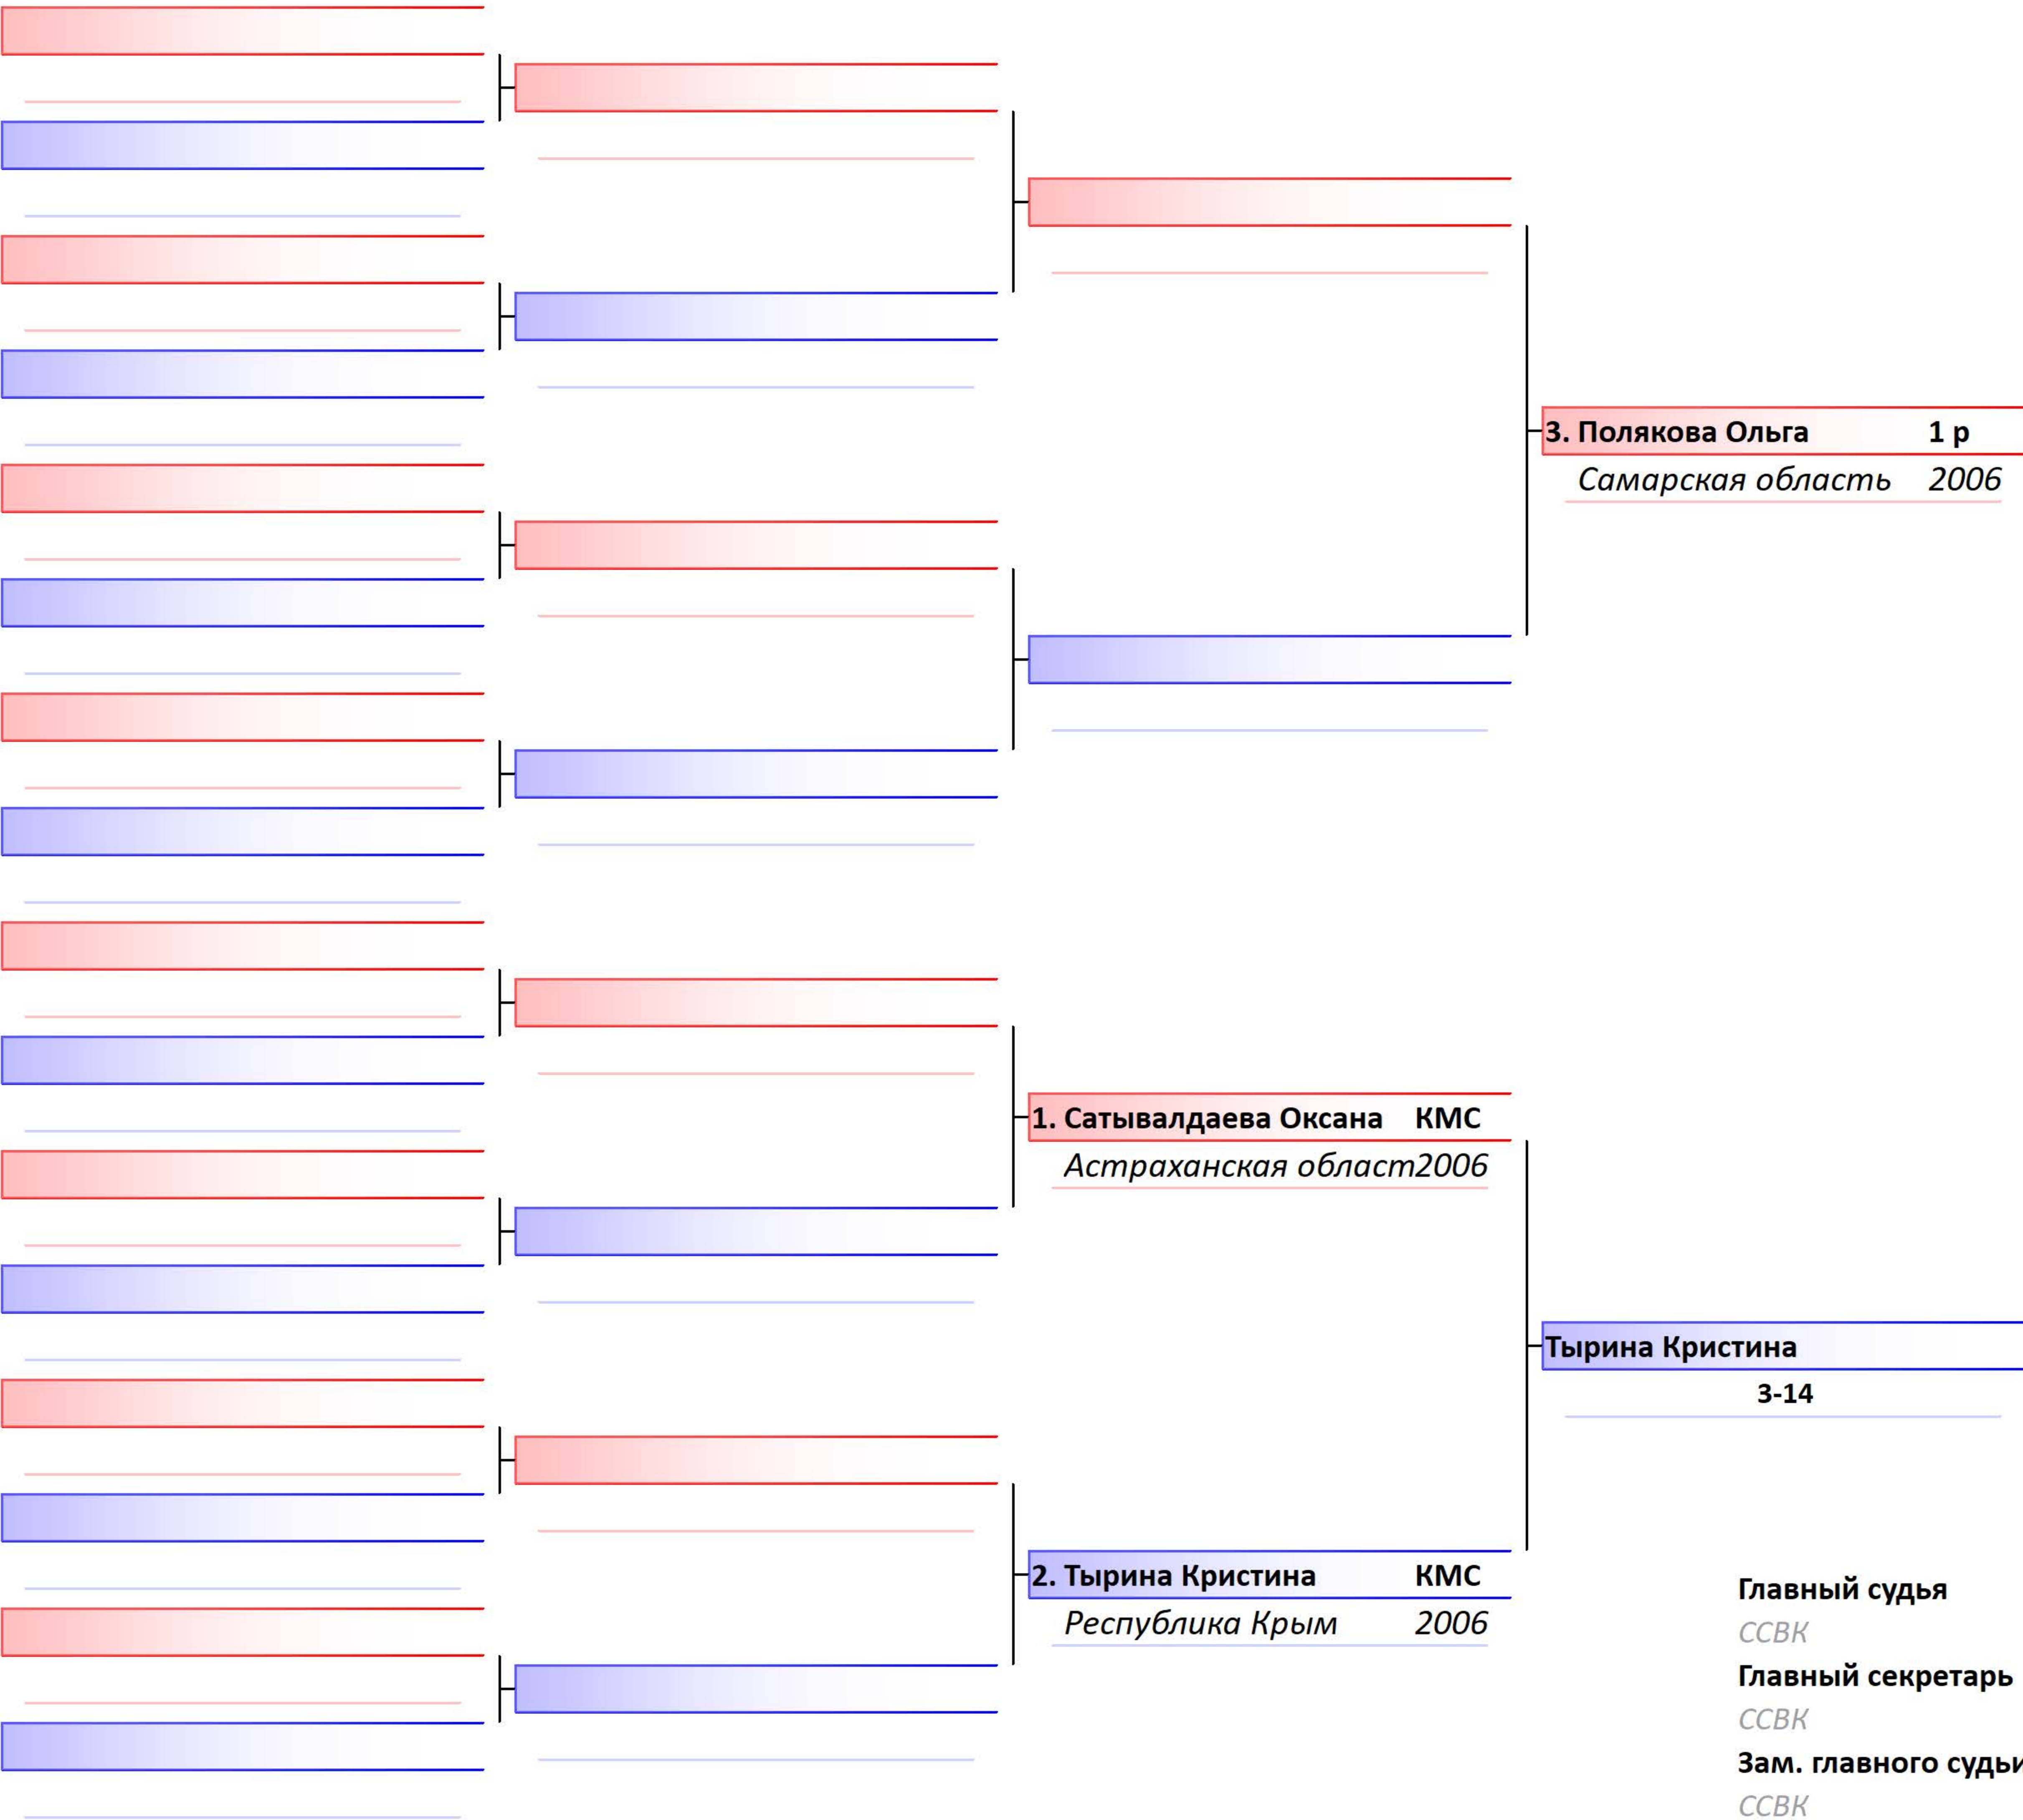 3. Полякова Ольга 1 р
Самарская область 2006
1. Сатывалдаева Оксана КМС
Астраханская област2006
Тырина Кристина
3-14
2. Тырина Кристина КМС
Республика Крым 2006
Главный судья
ССВК
Главный секретарь
ССВК
Зам. главного судьи
ССВК